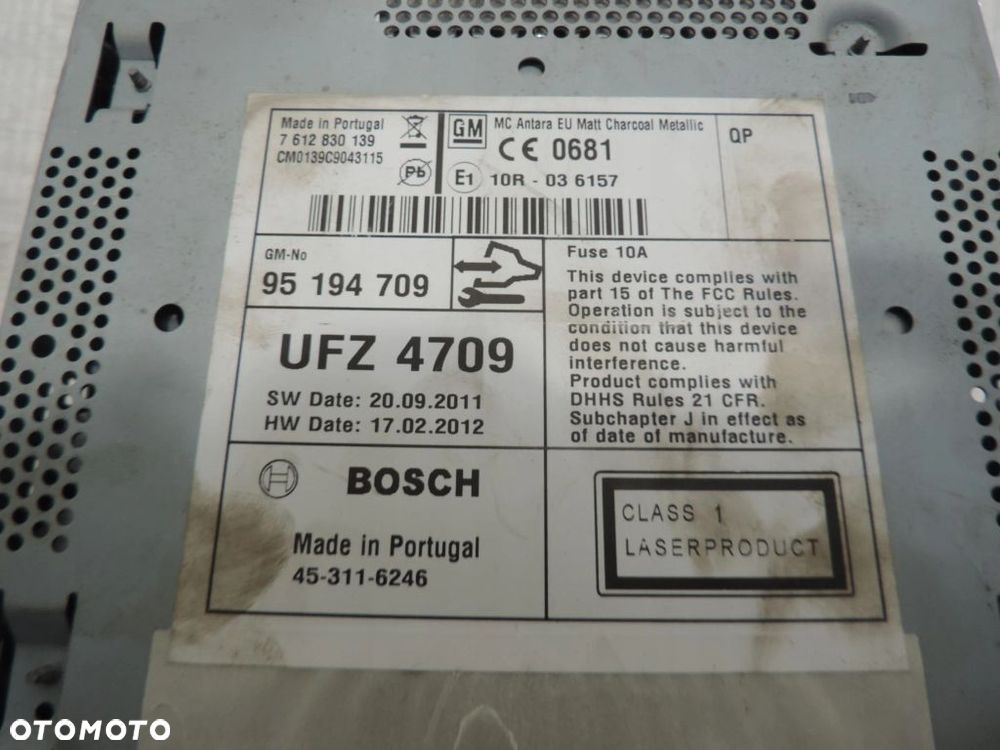 Made in Portugal
7 612 830 139
CM0139C9043115
Pb
GM
MC Antara EU Matt Charcoal Metallic
CE 0681
E1 10R - 03 6157
QP
GM-No
95 194 709
UFZ 4709
SW Date: 20.09.2011
HW Date: 17.02.2012
Fuse 10A
This device complies with
part 15 of The FCC Rules.
Operation is subject to the
condition that this device
does not cause harmful
interference.
Product complies with
DHHS Rules 21 CFR.
Subchapter J in effect as
of date of manufacture.
BOSCH
Made in Portugal
45-311-6246
CLASS 1
LASERPRODUCT
OTOMOTO